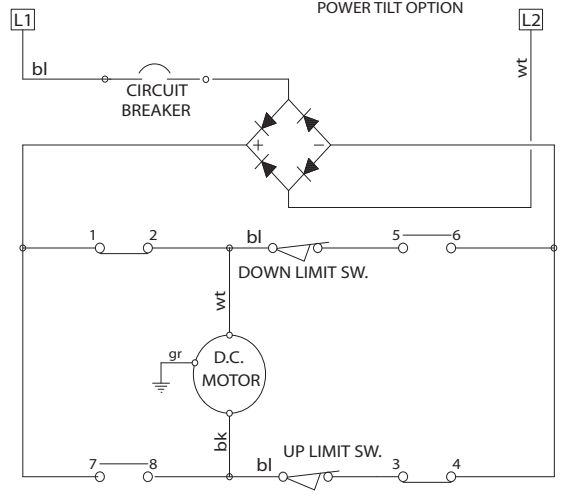 POWER TILT OPTION
L1
L2
bl
wt
CIRCUIT
BREAKER
+
−
1
2
bl
5
6
DOWN LIMIT SW.
wt
gr
D.C.
MOTOR
bk
7
8
bl
UP LIMIT SW.
3
4